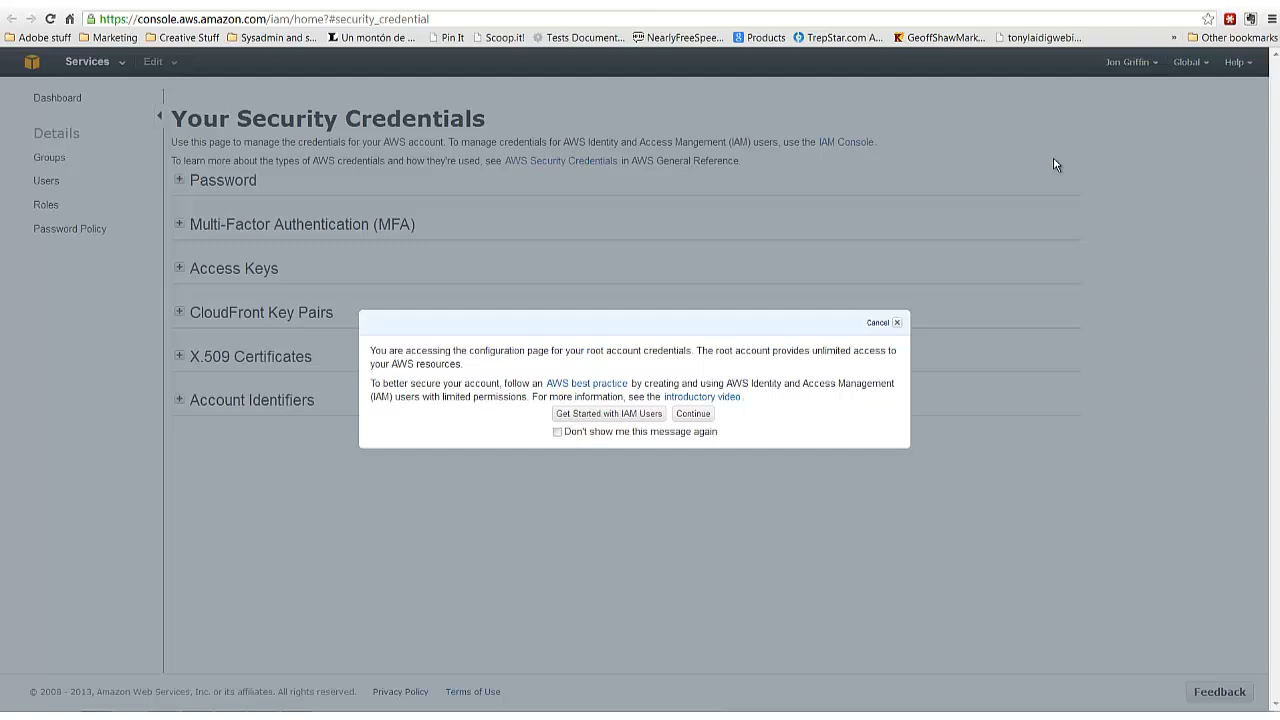 https://console.aws.amazon.com/iam/home?#security_credential
Adobe stuff Marketing Creative Stuff Sysadmin and s... Un montón de ... Pin It Scoop.it! Tests Document... NearlyFreeSpee... Products TrepStar.com A... GeoffShawMark... tonylaidigwebi... » Other bookmarks
Services Edit Jon Griffin Global Help
Dashboard
Details
Groups
Users
Roles
Password Policy
Your Security Credentials
Use this page to manage the credentials for your AWS account. To manage credentials for AWS Identity and Access Mangement (IAM) users, use the IAM Console.
To learn more about the types of AWS credentials and how they're used, see AWS Security Credentials in AWS General Reference.
Password
Multi-Factor Authentication (MFA)
Access Keys
CloudFront Key Pairs
X.509 Certificates
Account Identifiers
Cancel
You are accessing the configuration page for your root account credentials. The root account provides unlimited access to
your AWS resources.
To better secure your account, follow an AWS best practice by creating and using AWS Identity and Access Management
(IAM) users with limited permissions. For more information, see the introductory video.
Get Started with IAM Users Continue
Don't show me this message again
© 2008 - 2013, Amazon Web Services, Inc. or its affiliates. All rights reserved. Privacy Policy Terms of Use Feedback